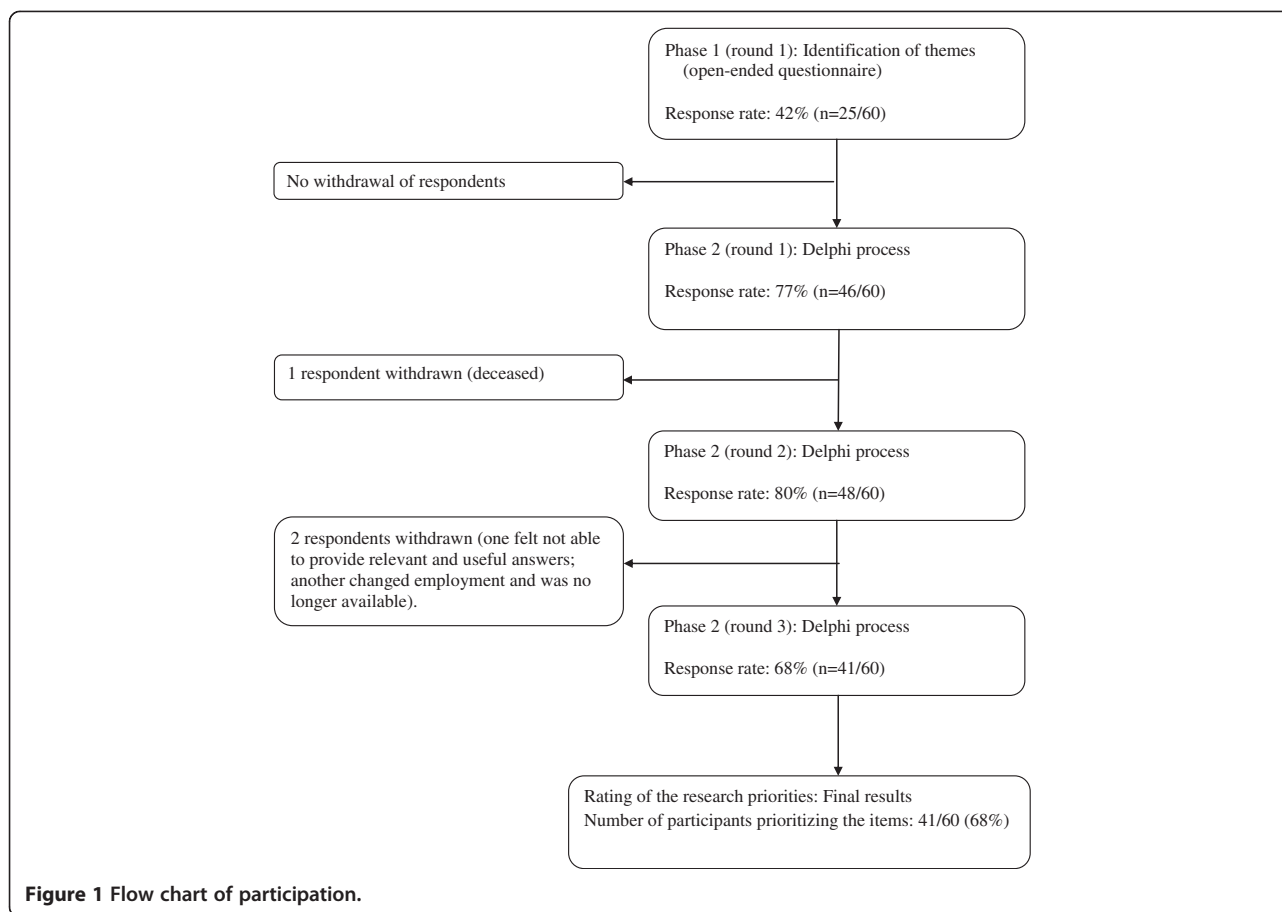 Phase 1 (round 1): Identification of themes
(open-ended questionnaire)
Response rate: 42% (n=25/60)
No withdrawal of respondents
Phase 2 (round 1): Delphi process
Response rate: 77% (n=46/60)
1 respondent withdrawn (deceased)
Phase 2 (round 2): Delphi process
Response rate: 80% (n=48/60)
2 respondents withdrawn (one felt not able
to provide relevant and useful answers;
another changed employment and was no
longer available).
Phase 2 (round 3): Delphi process
Response rate: 68% (n=41/60)
Rating of the research priorities: Final results
Number of participants prioritizing the items: 41/60 (68%)
Figure 1 Flow chart of participation.